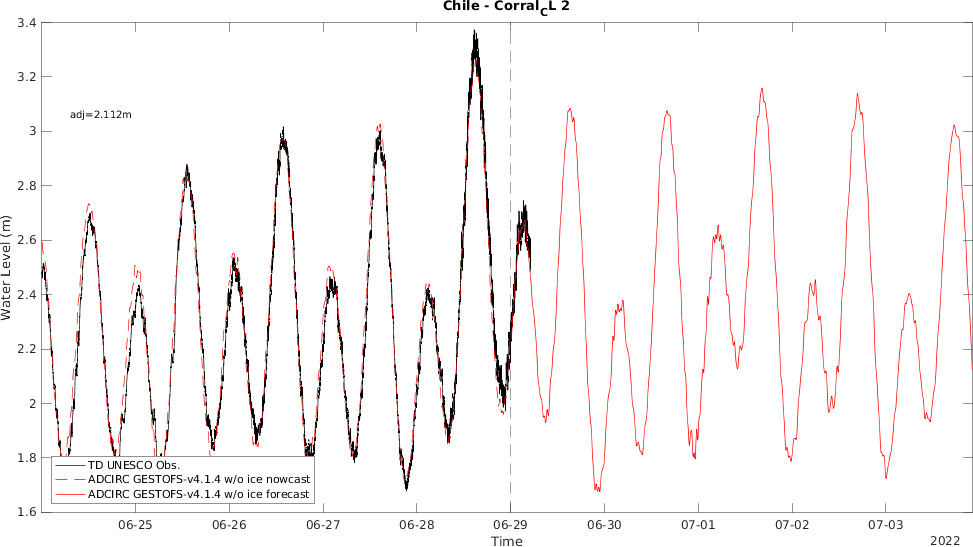 Chile - Corral_CL 2
adj=2.112m
Water Level (m)
3.4
3.2
3
2.8
2.6
2.4
2.2
2
1.8
1.6
TD UNESCO Obs.
ADCIRC GESTOFS-v4.1.4 w/o ice nowcast
ADCIRC GESTOFS-v4.1.4 w/o ice forecast
06-25 06-26 06-27 06-28 06-29 06-30 07-01 07-02 07-03
Time
2022